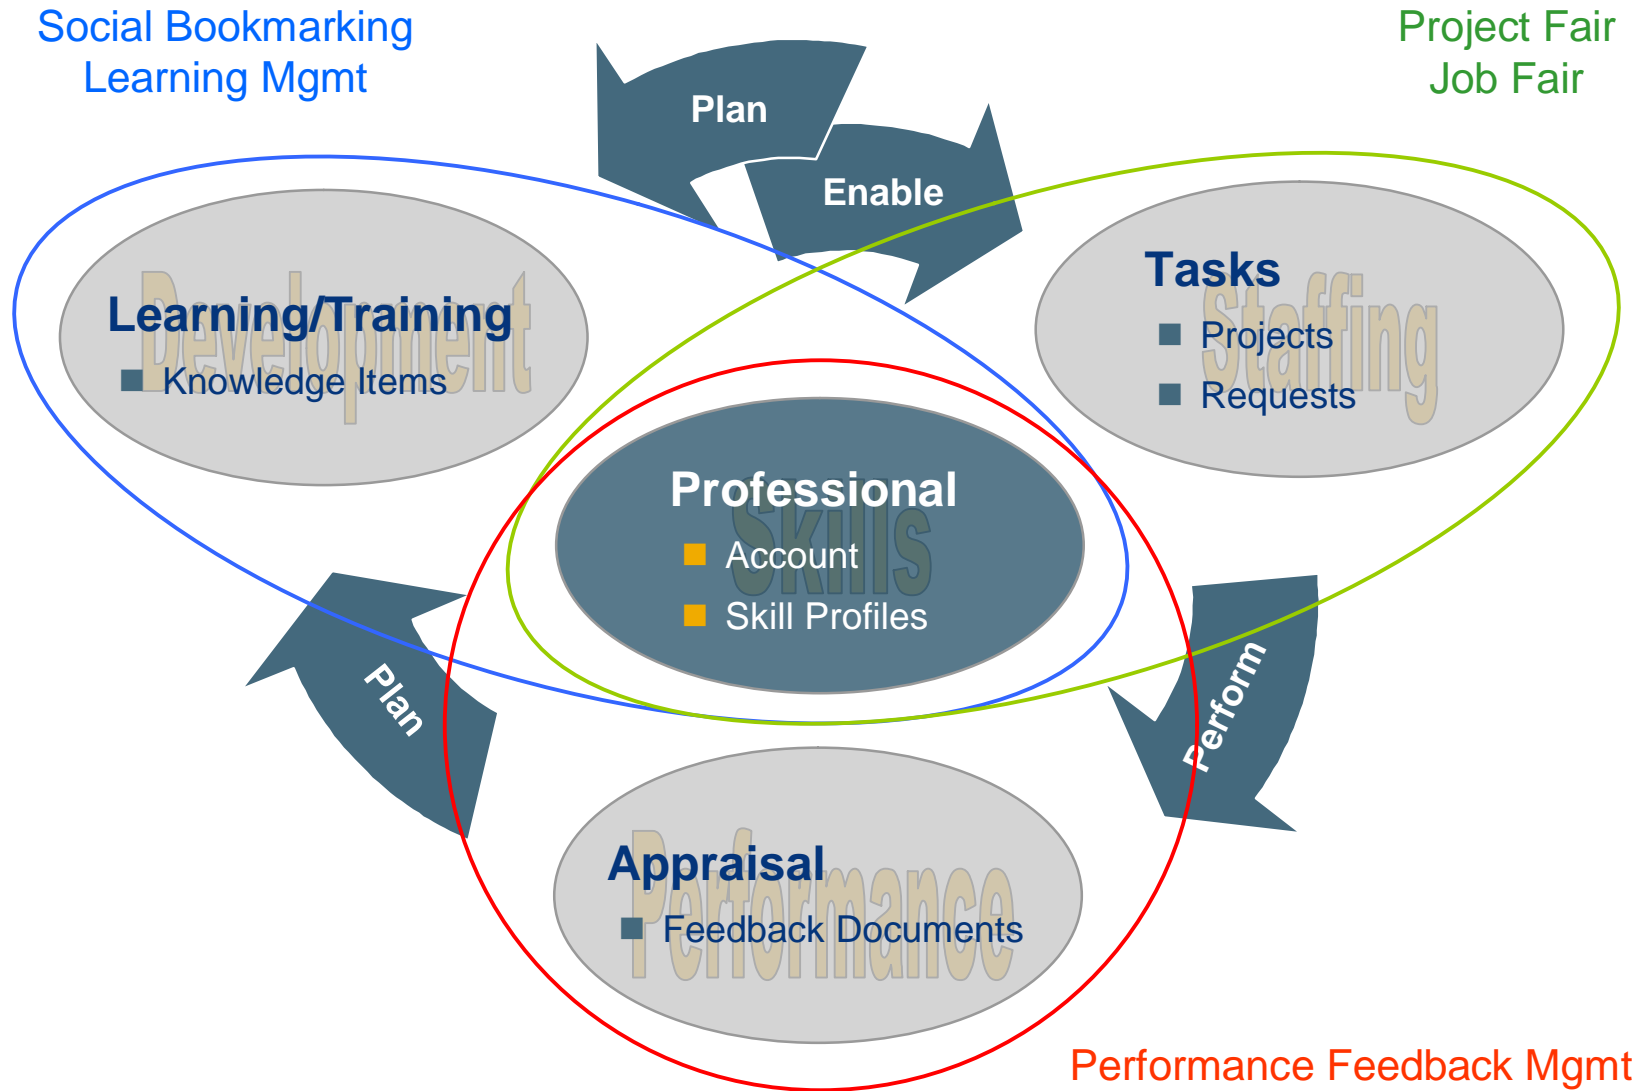 Social Bookmarking
Learning Mgmt
Project Fair
Job Fair
Plan
Enable
Development
Learning/Training
Knowledge Items
Staffing
Tasks
Projects
Requests
Skills
Professional
Account
Skill Profiles
Plan
Perform
Performance
Appraisal
Feedback Documents
Performance Feedback Mgmt